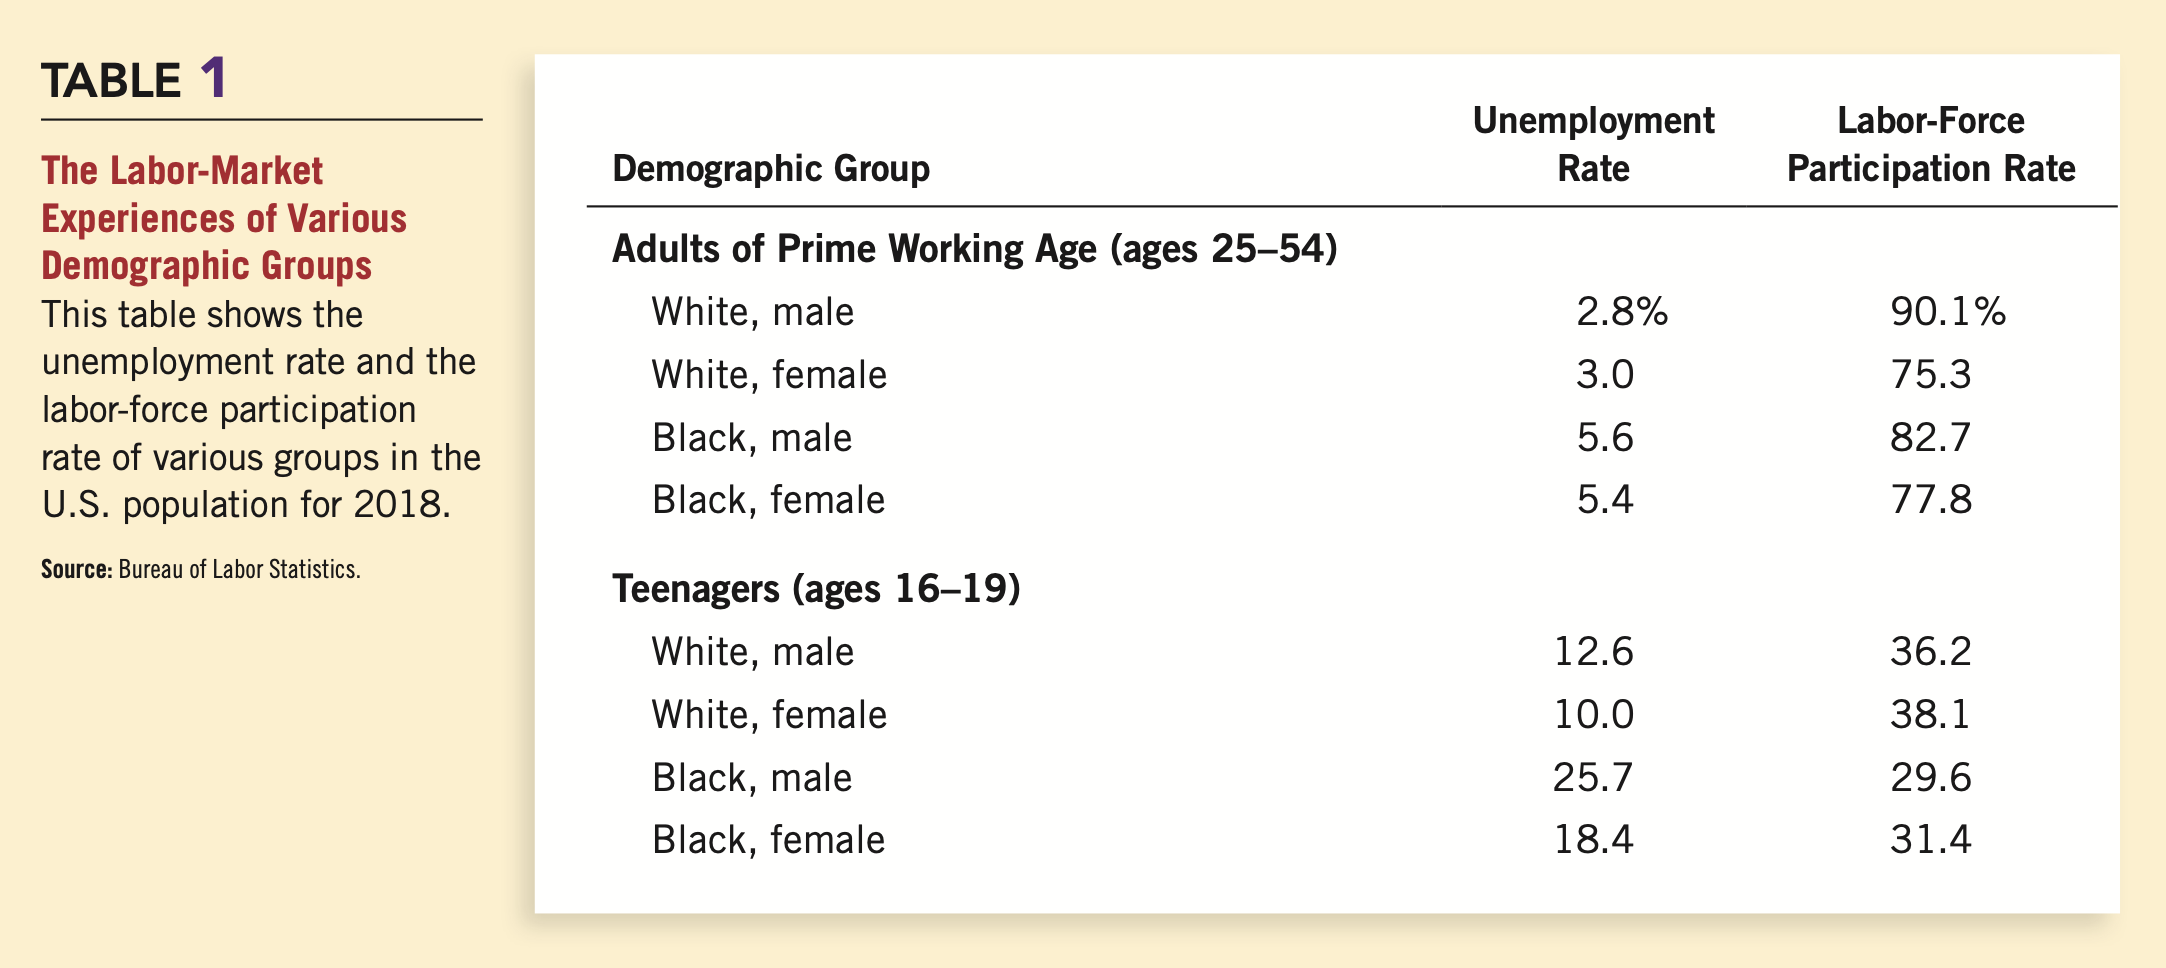 TABLE 1
The Labor-Market
Experiences of Various
Demographic Groups
This table shows the
unemployment rate and the
labor-force participation
rate of various groups in the
U.S. population for 2018.
Source: Bureau of Labor Statistics.
Unemployment Labor-Force
Demographic Group Rate Participation Rate
Adults of Prime Working Age (ages 25–54)
White, male 2.8% 90.1%
White, female 3.0 75.3
Black, male 5.6 82.7
Black, female 5.4 77.8
Teenagers (ages 16–19)
White, male 12.6 36.2
White, female 10.0 38.1
Black, male 25.7 29.6
Black, female 18.4 31.4